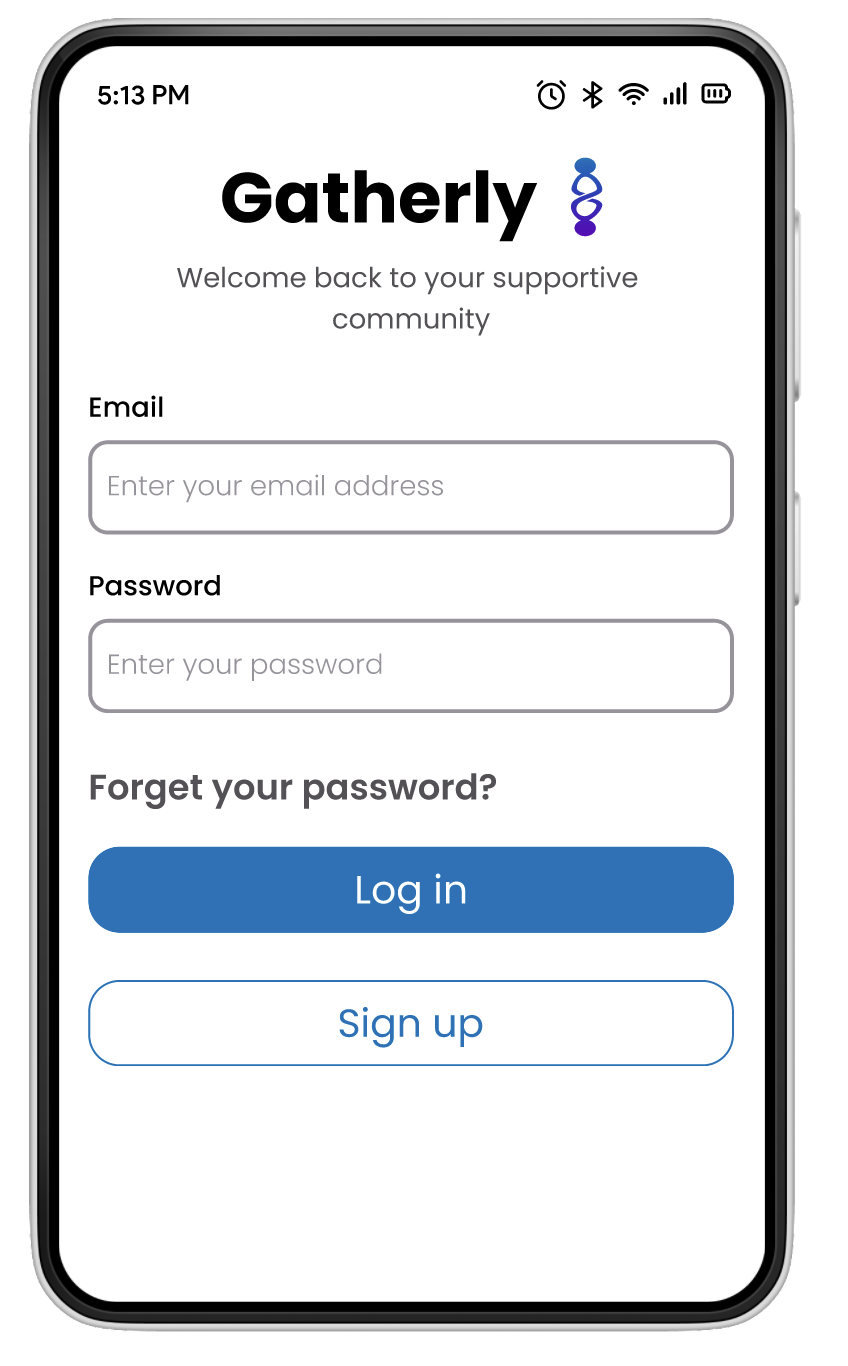 5:13 PM
Gatherly
Welcome back to your supportive
community
Email
Enter your email address
Password
Enter your password
Forget your password?
Log in
Sign up